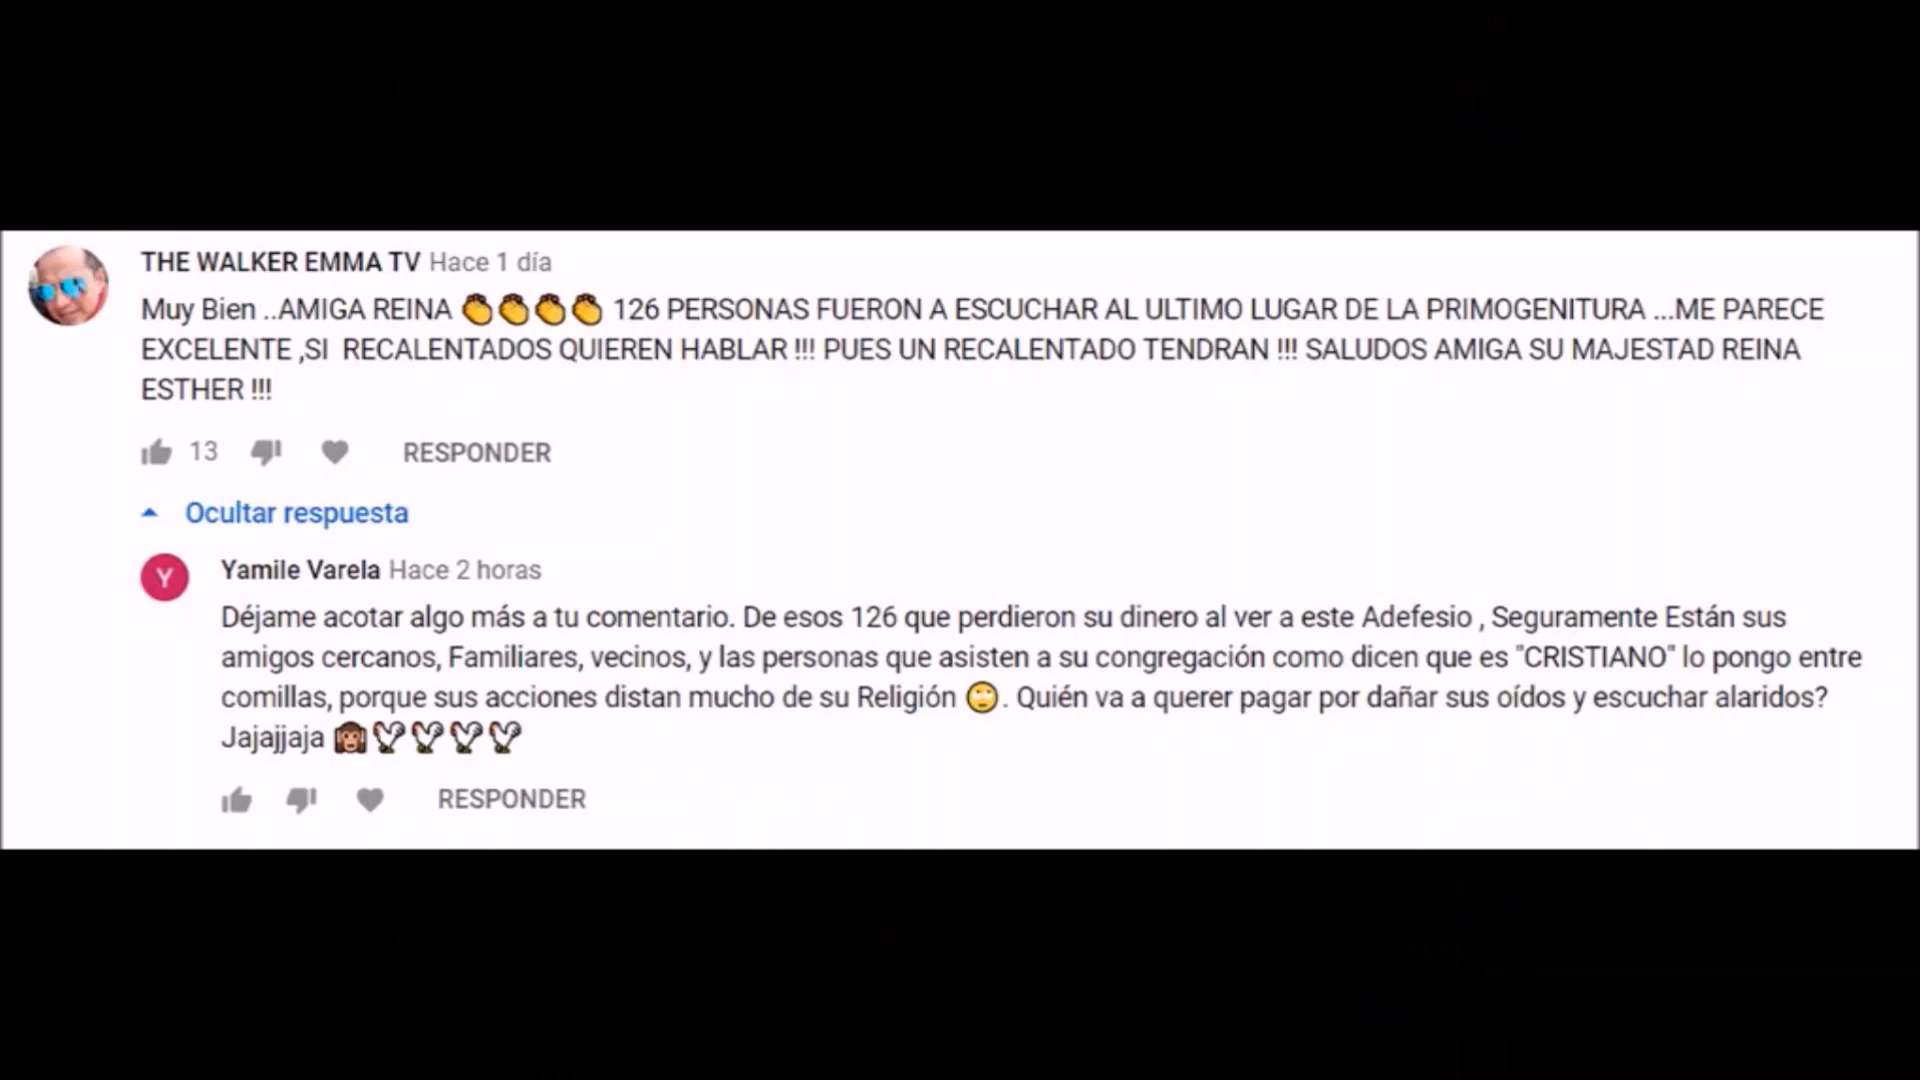 THE WALKER EMMA TV Hace 1 día
Muy Bien ..AMIGA REINA 👏👏👏👏 126 PERSONAS FUERON A ESCUCHAR AL ULTIMO LUGAR DE LA PRIMOGENITURA ...ME PARECE
EXCELENTE ,SI RECALENTADOS QUIEREN HABLAR !!! PUES UN RECALENTADO TENDRAN !!! SALUDOS AMIGA SU MAJESTAD REINA
ESTHER !!!
13 RESPONDER
Ocultar respuesta
Y
Yamile Varela Hace 2 horas
Déjame acotar algo más a tu comentario. De esos 126 que perdieron su dinero al ver a este Adefesio , Seguramente Están sus
amigos cercanos, Familiares, vecinos, y las personas que asisten a su congregación como dicen que es "CRISTIANO" lo pongo entre
comillas, porque sus acciones distan mucho de su Religión 🙄. Quién va a querer pagar por dañar sus oídos y escuchar alaridos?
Jajajjaja 🙉🐓🐓🐓🐓
RESPONDER